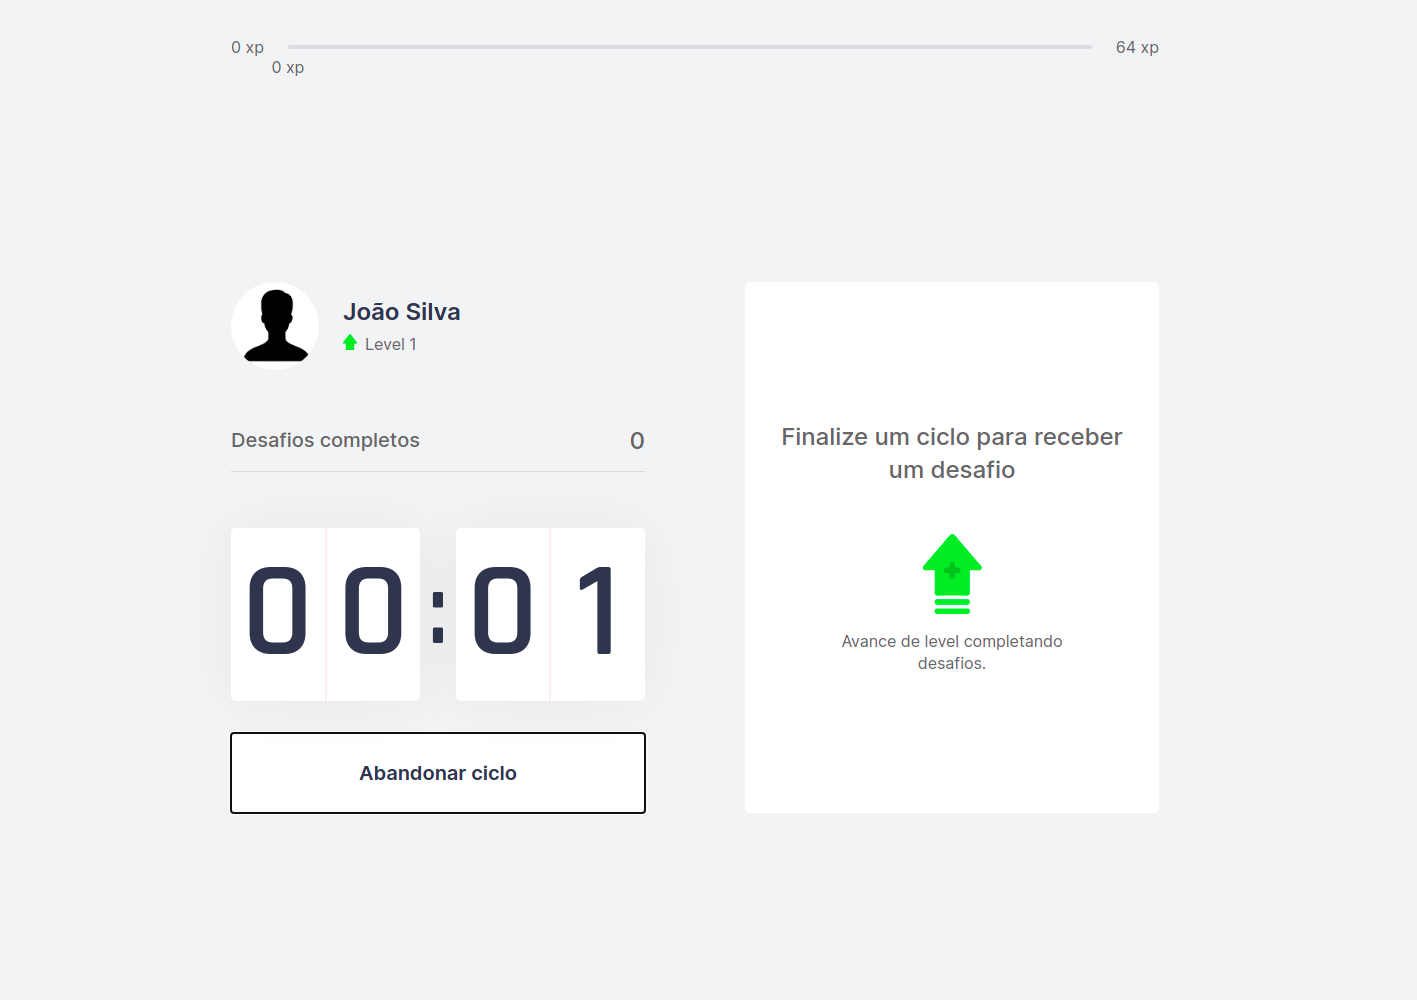 0 xp
64 xp
0 xp
João Silva
Level 1
Desafios completos
0
00:01
Abandonar ciclo
Finalize um ciclo para receber
um desafio
Avance de level completando
desafios.